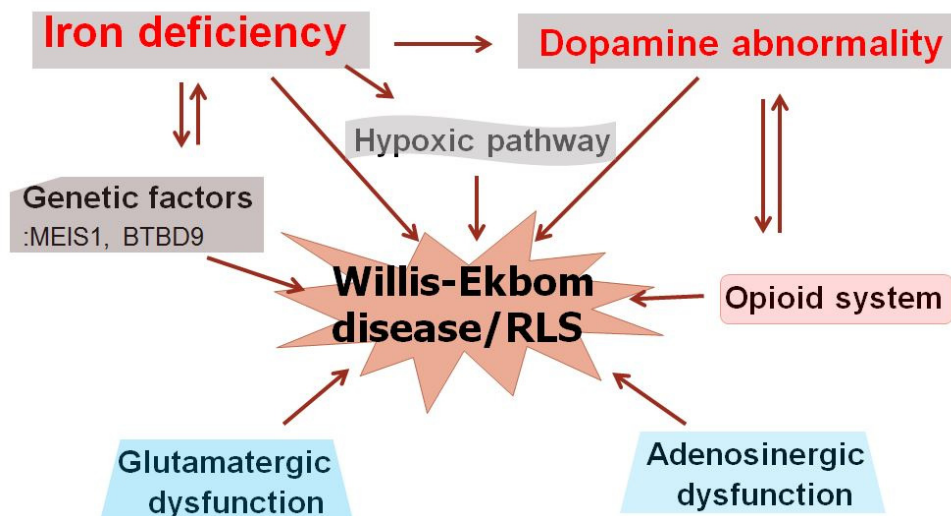 Iron deficiency
Dopamine abnormality
Hypoxic pathway
Genetic factors
:MEIS1, BTBD9
Willis-Ekbom
disease/RLS
Opioid system
Glutamatergic
dysfunction
Adenosinergic
dysfunction